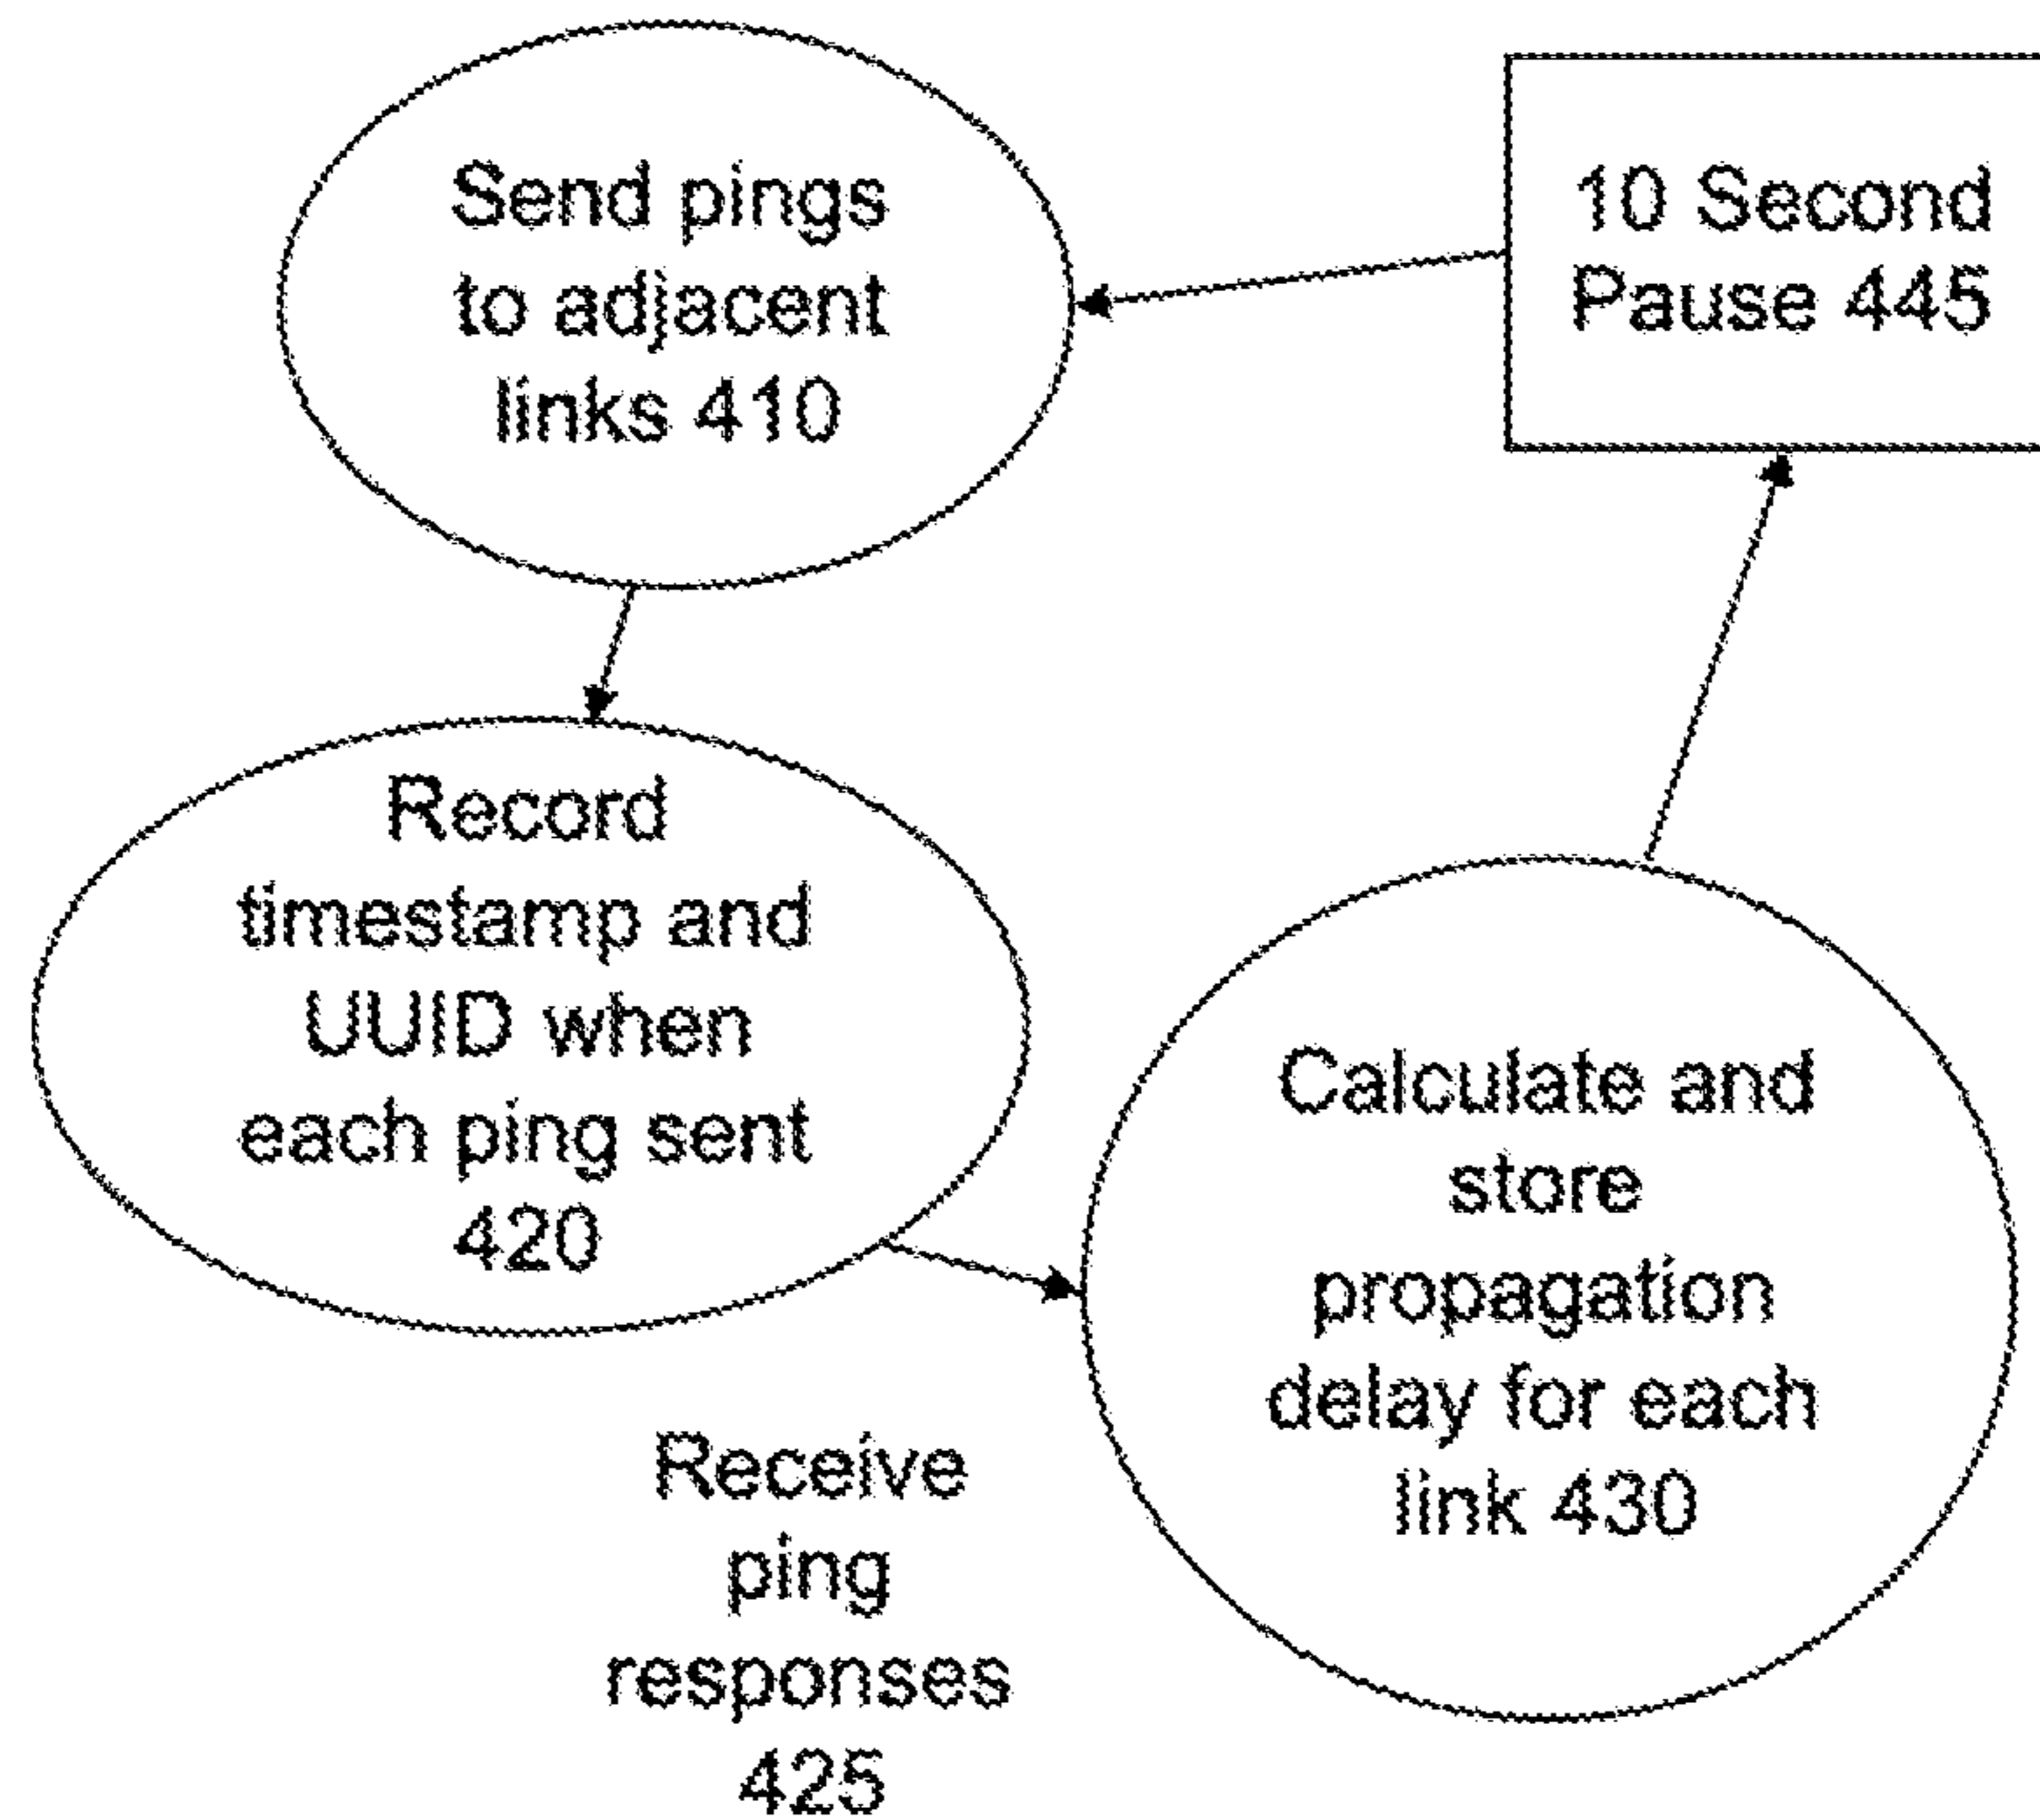 Send pings
to adjacent
links 410
10 Second
Pause 445
Record
timestamp and
UUID when
each ping sent
420
Calculate and
store
propagation
delay for each
link 430
Receive
ping
responses
425